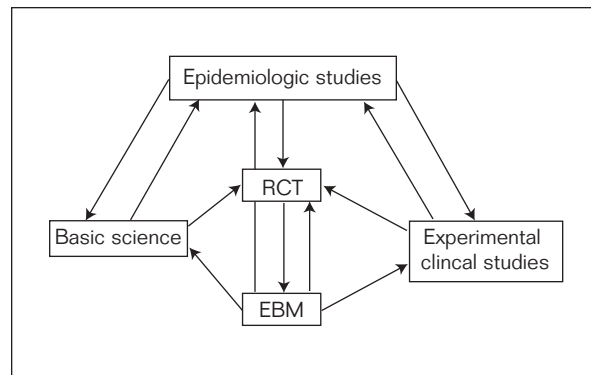 Epidemiologic studies
RCT
Basic science
Experimental
clincal studies
EBM